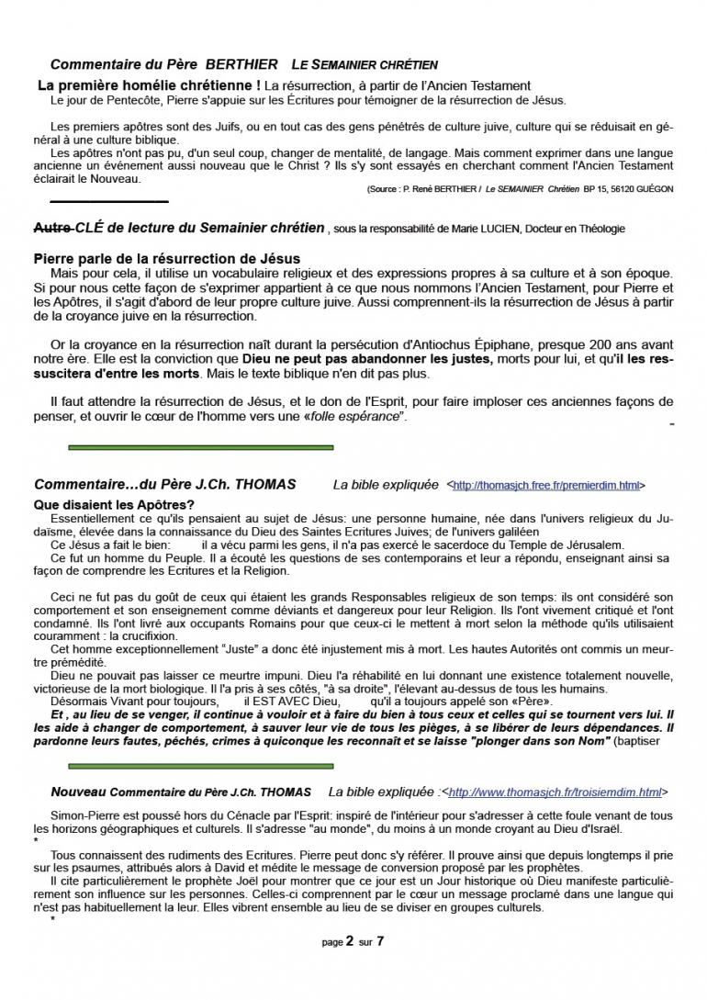 Commentaire du Père BERTHIER LE SEMAINIER CHRÉTIEN
La première homélie chrétienne ! La résurrection, à partir de l'Ancien Testament
Le jour de Pentecôte, Pierre s'appuie sur les Écritures pour témoigner de la résurrection de Jésus.
Les premiers apôtres sont des Juifs, ou en tout cas des gens pénétrés de culture juive, culture qui se réduisait en gé-
néral à une culture biblique.
Les apôtres n'ont pas pu, d'un seul coup, changer de mentalité, de langage. Mais comment exprimer dans une langue
ancienne un événement aussi nouveau que le Christ ? Ils s'y sont essayés en cherchant comment l'Ancien Testament
éclairait le Nouveau.
(Source : P. René BERTHIER / Le SEMAINIER Chrétien BP 15, 56120 GUÉGON
Autre CLÉ de lecture du Semainier chrétien , sous la responsabilité de Marie LUCIEN, Docteur en Théologie
Pierre parle de la résurrection de Jésus
Mais pour cela, il utilise un vocabulaire religieux et des expressions propres à sa culture et à son époque.
Si pour nous cette façon de s'exprimer appartient à ce que nous nommons l'Ancien Testament, pour Pierre et
les Apôtres, il s'agit d'abord de leur propre culture juive. Aussi comprennent-ils la résurrection de Jésus à partir
de la croyance juive en la résurrection.
Or la croyance en la résurrection naît durant la persécution d'Antiochus Épiphane, presque 200 ans avant
notre ère. Elle est la conviction que Dieu ne peut pas abandonner les justes, morts pour lui, et qu'il les res-
suscitera d'entre les morts. Mais le texte biblique n'en dit pas plus.
Il faut attendre la résurrection de Jésus, et le don de l'Esprit, pour faire imploser ces anciennes façons de
penser, et ouvrir le cœur de l'homme vers une «folle espérance".
Commentaire…du Père J.Ch. THOMAS La bible expliquée <http://thomasjch.free.fr/premierdim.html>
Que disaient les Apôtres?
Essentiellement ce qu'ils pensaient au sujet de Jésus: une personne humaine, née dans l'univers religieux du Ju-
daïsme, élevée dans la connaissance du Dieu des Saintes Ecritures Juives; de l'univers galiléen
Ce Jésus a fait le bien: il a vécu parmi les gens, il n'a pas exercé le sacerdoce du Temple de Jérusalem.
Ce fut un homme du Peuple. Il a écouté les questions de ses contemporains et leur a répondu, enseignant ainsi sa
façon de comprendre les Ecritures et la Religion.
Ceci ne fut pas du goût de ceux qui étaient les grands Responsables religieux de son temps: ils ont considéré son
comportement et son enseignement comme déviants et dangereux pour leur Religion. Ils l'ont vivement critiqué et l'ont
condamné. Ils l'ont livré aux occupants Romains pour que ceux-ci le mettent à mort selon la méthode qu'ils utilisaient
couramment : la crucifixion.
Cet homme exceptionnellement "Juste" a donc été injustement mis à mort. Les hautes Autorités ont commis un meur-
tre prémédité.
Dieu ne pouvait pas laisser ce meurtre impuni. Dieu l'a réhabilité en lui donnant une existence totalement nouvelle,
victorieuse de la mort biologique. Il l'a pris à ses côtés, "à sa droite", l'élevant au-dessus de tous les humains.
Désormais Vivant pour toujours, il EST AVEC Dieu, qu'il a toujours appelé son «Père».
Et , au lieu de se venger, il continue à vouloir et à faire du bien à tous ceux et celles qui se tournent vers lui. Il
les aide à changer de comportement, à sauver leur vie de tous les pièges, à se libérer de leurs dépendances. Il
pardonne leurs fautes, péchés, crimes à quiconque les reconnaît et se laisse "plonger dans son Nom" (baptiser
Nouveau Commentaire du Père J.Ch. THOMAS La bible expliquée :<http://www.thomasjch.fr/troisiemdim.html>
Simon-Pierre est poussé hors du Cénacle par l'Esprit: inspiré de l'intérieur pour s'adresser à cette foule venant de tous
les horizons géographiques et culturels. Il s'adresse "au monde", du moins à un monde croyant au Dieu d'Israël.
*
Tous connaissent des rudiments des Ecritures. Pierre peut donc s'y référer. Il prouve ainsi que depuis longtemps il prie
sur les psaumes, attribués alors à David et médite le message de conversion proposé par les prophètes.
Il cite particulièrement le prophète Joël pour montrer que ce jour est un Jour historique où Dieu manifeste particuliè-
rement son influence sur les personnes. Celles-ci comprennent par le cœur un message proclamé dans une langue qui
n'est pas habituellement la leur. Elles vibrent ensemble au lieu de se diviser en groupes culturels.
*
page 2 sur 7